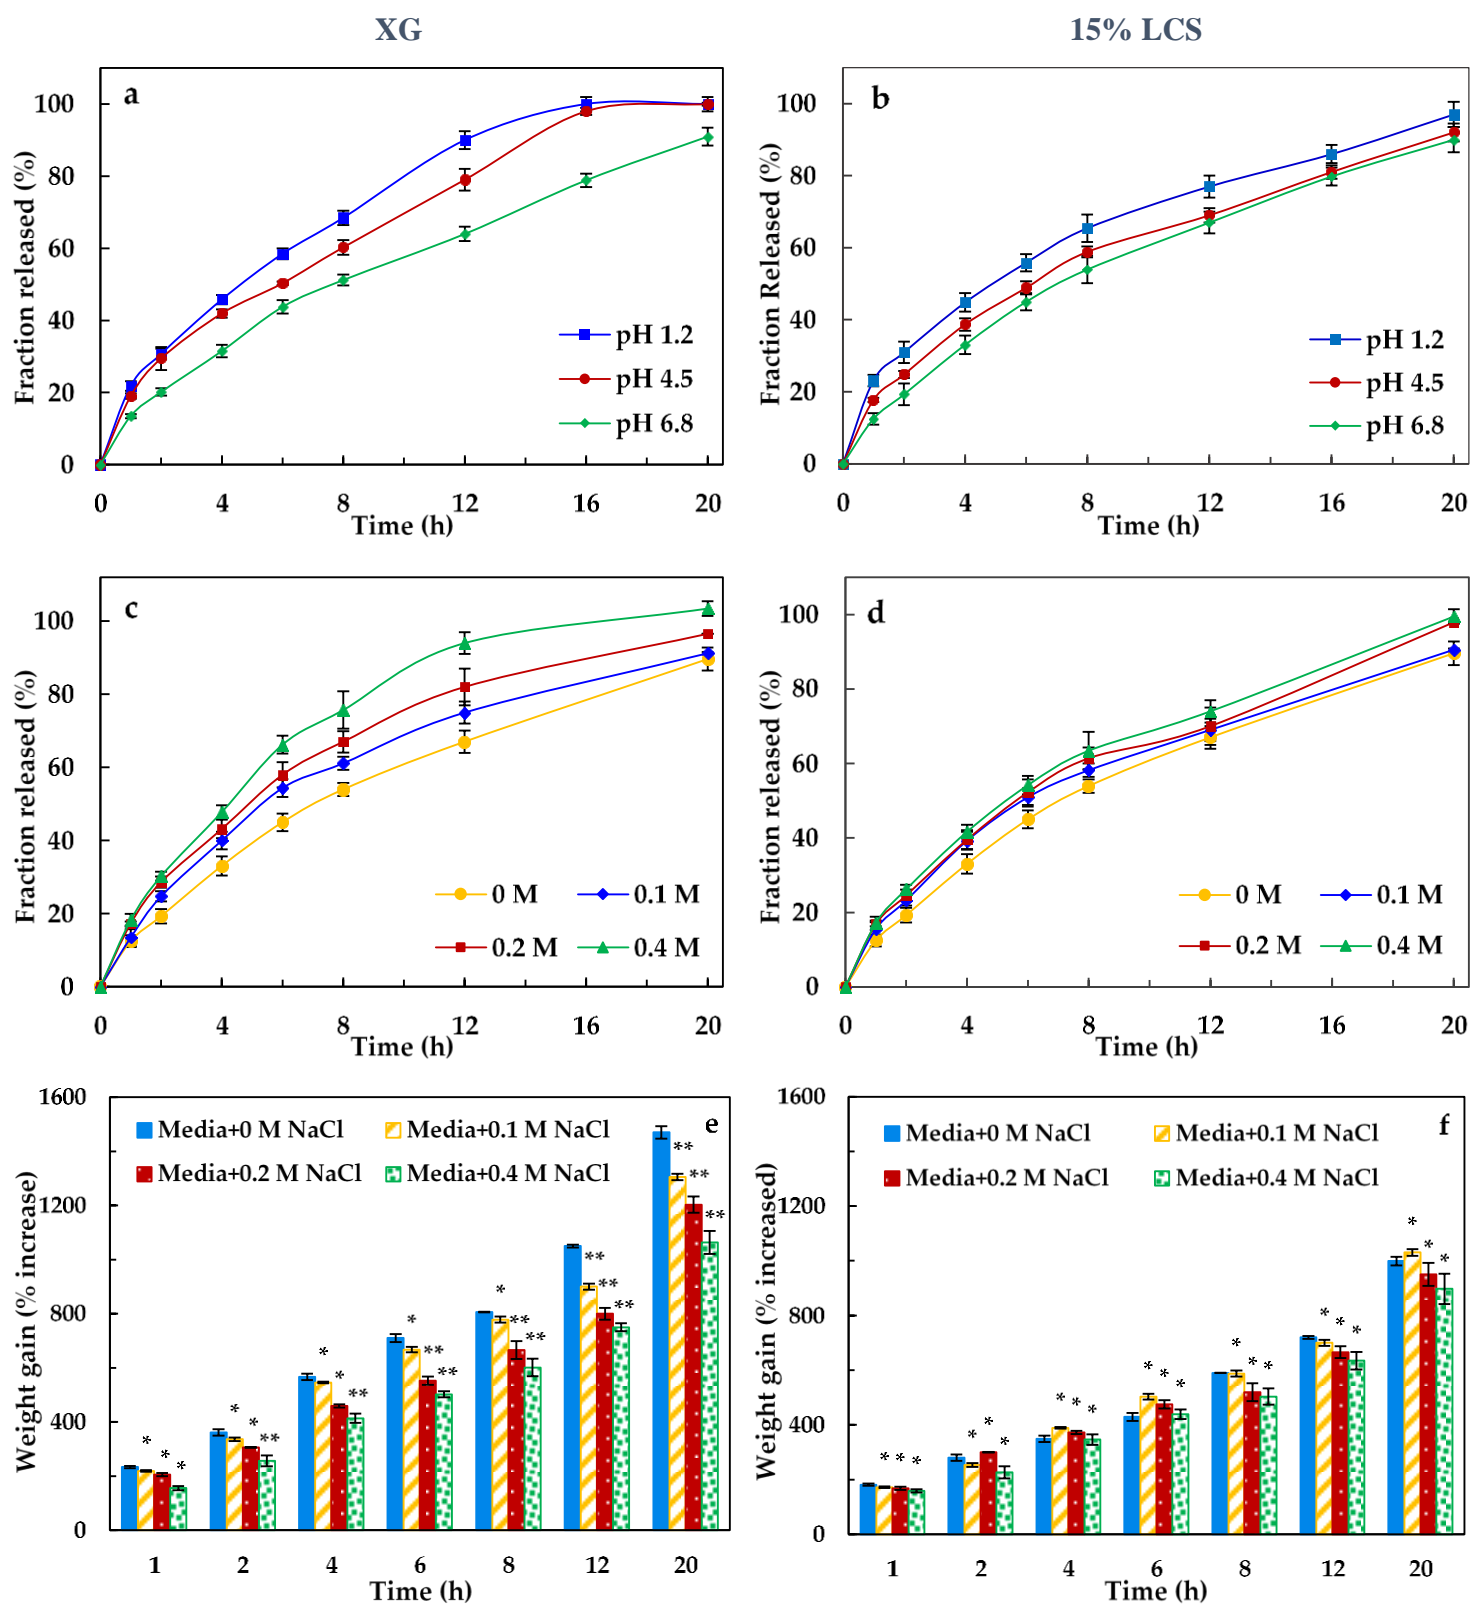 XG
15% LCS
a
Fraction released (%)
100
80
60
40
20
0
pH 1.2
pH 4.5
pH 6.8
0 4 8 12 16 20
Time (h)
b
Fraction Released (%)
100
80
60
40
20
0
pH 1.2
pH 4.5
pH 6.8
0 4 8 12 16 20
Time (h)
c
Fraction released (%)
100
80
60
40
20
0
0 M 0.1 M
0.2 M 0.4 M
0 4 8 12 16 20
Time (h)
d
Fraction released (%)
100
80
60
40
20
0
0 M 0.1 M
0.2 M 0.4 M
0 4 8 12 16 20
Time (h)
e
Weight gain (% increase)
1600
1200
800
400
0
Media+0 M NaCl Media+0.1 M NaCl
Media+0.2 M NaCl Media+0.4 M NaCl
* * *
* * **
* * **
* ** **
* ** **
** ** **
** ** **
1 2 4 6 8 12 20
Time (h)
f
Weight gain (% increased)
1600
1200
800
400
0
Media+0 M NaCl Media+0.1 M NaCl
Media+0.2 M NaCl Media+0.4 M NaCl
* * *
* * *
* * *
* * *
* * *
* * *
* * *
1 2 4 6 8 12 20
Time (h)